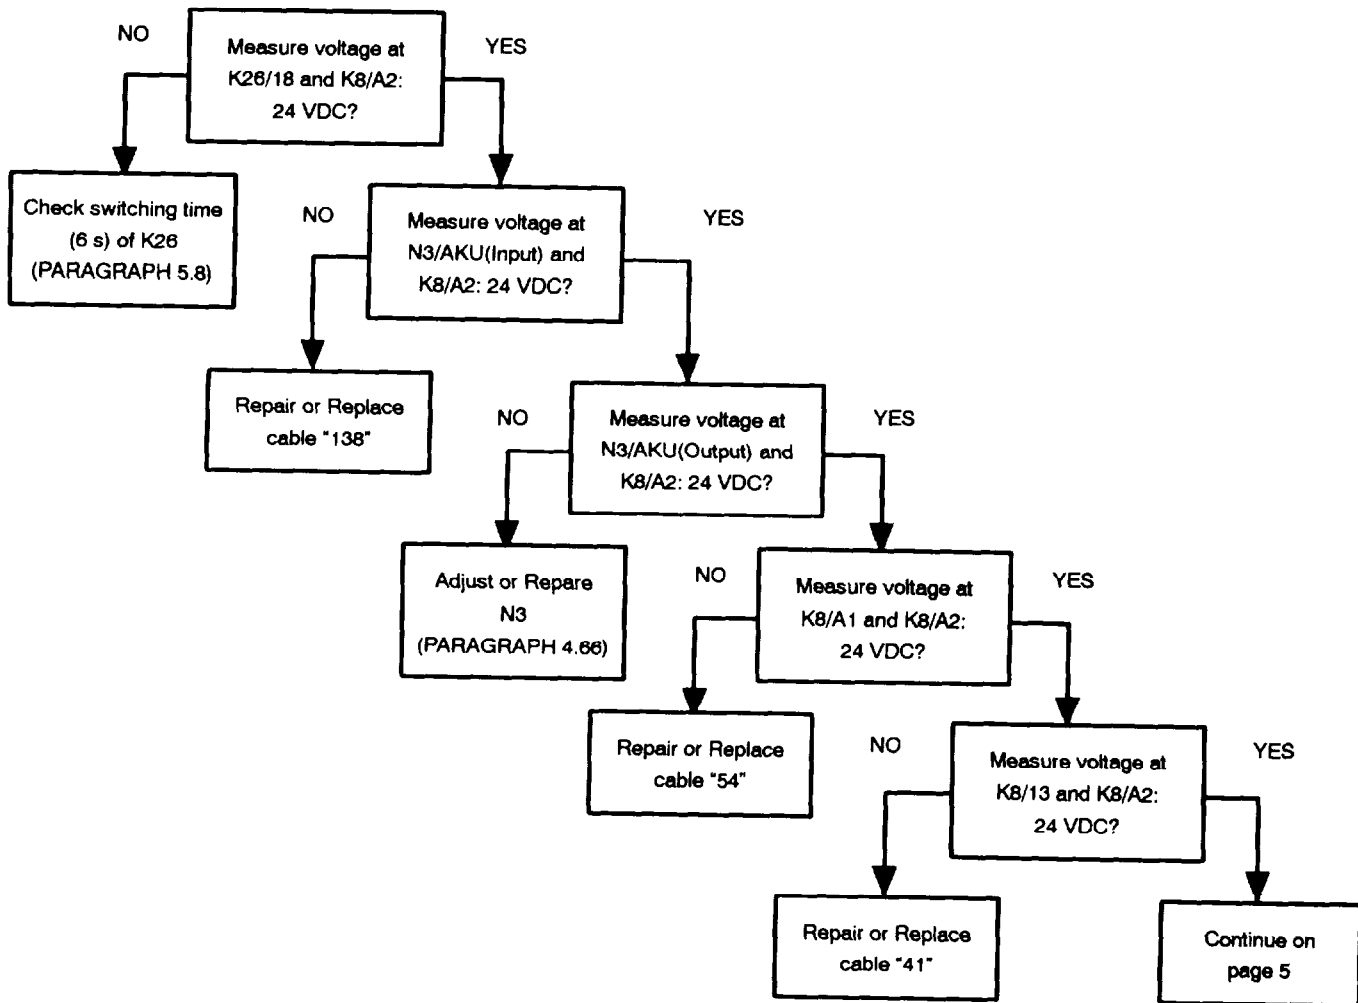 NO
Measure voltage at
K26/18 and K8/A2:
24 VDC?
YES
Check switching time
(6 s) of K26
(PARAGRAPH 5.8)
NO
Measure voltage at
N3/AKU(Input) and
K8/A2: 24 VDC?
YES
Repair or Replace
cable "138"
NO
Measure voltage at
N3/AKU(Output) and
K8/A2: 24 VDC?
YES
Adjust or Repare
N3
(PARAGRAPH 4.66)
NO
Measure voltage at
K8/A1 and K8/A2:
24 VDC?
YES
Repair or Replace
cable "54"
NO
Measure voltage at
K8/13 and K8/A2:
24 VDC?
YES
Repair or Replace
cable "41"
Continue on
page 5